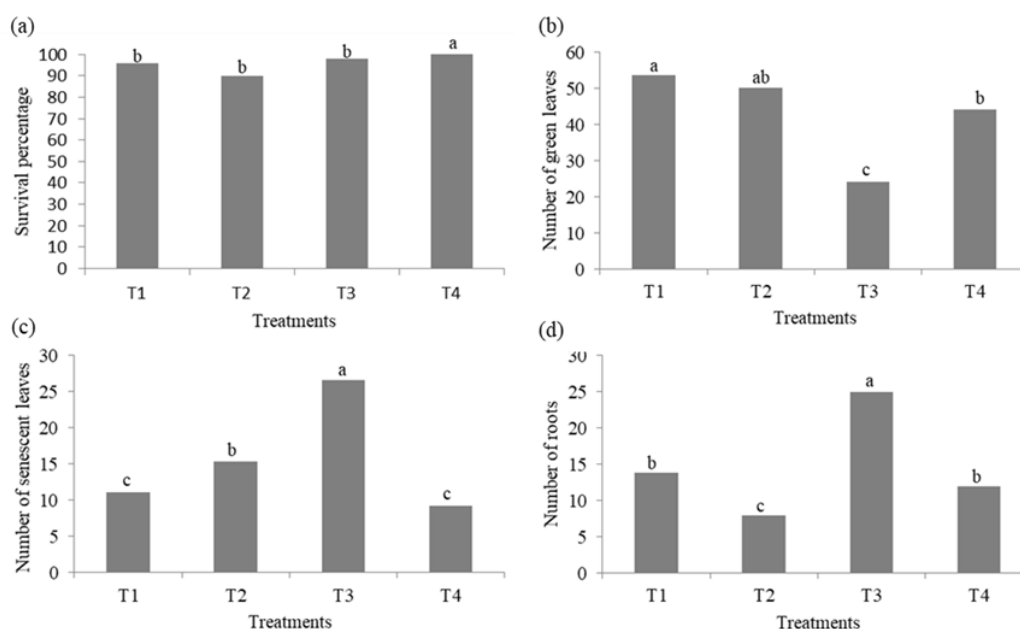 (a)
Survival percentage
100
90
80
70
60
50
40
30
20
10
0
b
b
b
a
T1
T2
T3
T4
Treatments
(b)
Number of green leaves
60
50
40
30
20
10
0
a
ab
c
b
T1
T2
T3
T4
Treatments
(c)
Number of senescent leaves
30
25
20
15
10
5
0
c
b
a
c
T1
T2
T3
T4
Treatments
(d)
Number of roots
30
25
20
15
10
5
0
b
c
a
b
T1
T2
T3
T4
Treatments